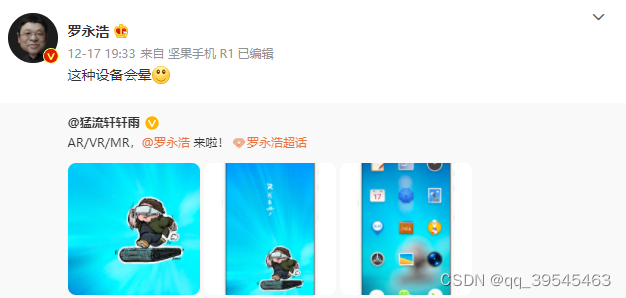 罗永浩
12-17 19:33 来自 坚果手机 R1 已编辑
这种设备会晕
@猛流轩轩雨
AR/VR/MR，@罗永浩 来啦！ 罗永浩超话
17
CSDN @qq_39545463